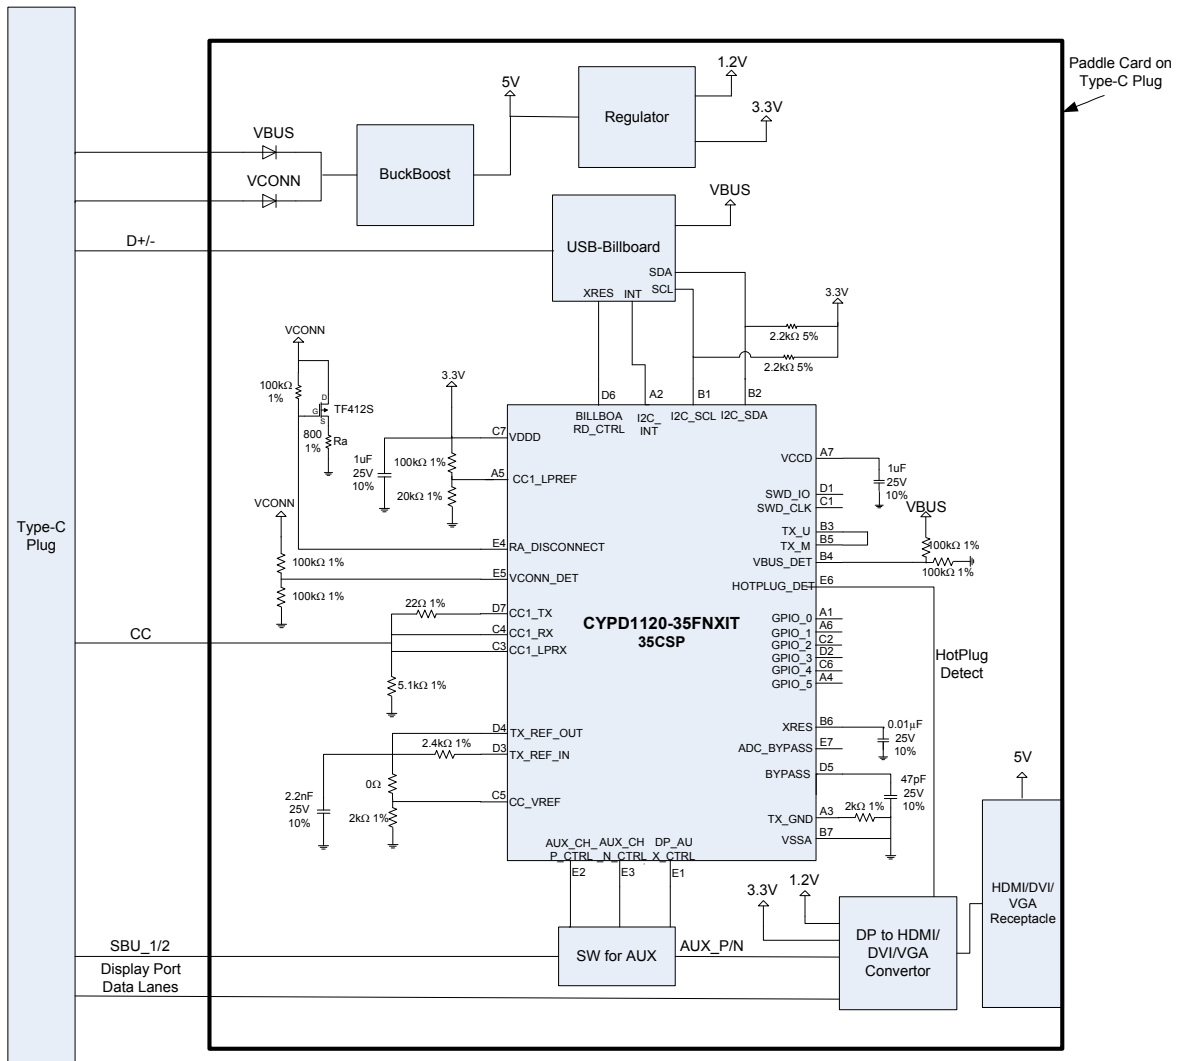 Paddle Card on
Type-C Plug
1.2V
5V
3.3V
Regulator
VBUS
BuckBoost
VCONN
VBUS
D+/-
USB-Billboard
SDA
SCL
XRES
INT
3.3V
2.2kΩ 5%
2.2kΩ 5%
VCONN
100kΩ
1%
D
G
S
TF412S
800
1%
Ra
3.3V
D6
A2
B1
B2
BILLBOA
RD_CTRL
I2C_
INT
I2C_SCL
I2C_SDA
C7
VDDD
1uF
25V
10%
100kΩ 1%
A5
CC1_LPREF
20kΩ 1%
VCCD
A7
1uF
25V
10%
SWD_IO
D1
SWD_CLK
C1
VBUS
TX_U
B3
TX_M
B5
VBUS_DET
B4
100kΩ 1%
100kΩ 1%
HOTPLUG_DET
E6
Type-C
Plug
VCONN
E4
RA_DISCONNECT
100kΩ 1%
E5
VCONN_DET
100kΩ 1%
22Ω 1%
D7
CC1_TX
CC
C4
CC1_RX
C3
CC1_LPRX
5.1kΩ 1%
CYPD1120-35FNXIT
35CSP
GPIO_0
A1
GPIO_1
A6
GPIO_2
C2
GPIO_3
D2
GPIO_4
C6
GPIO_5
A4
HotPlug
Detect
D4
TX_REF_OUT
2.4kΩ 1%
D3
TX_REF_IN
0Ω
2.2nF
25V
10%
C5
CC_VREF
2kΩ 1%
XRES
B6
0.01μF
25V
10%
ADC_BYPASS
E7
BYPASS
D5
47pF
25V
10%
2kΩ 1%
TX_GND
A3
VSSA
B7
5V
AUX_CH_
P_CTRL
AUX_CH
_N_CTRL
DP_AU
X_CTRL
E2
E3
E1
3.3V
1.2V
HDMI/DVI/
VGA
Receptacle
SBU_1/2
SW for AUX
AUX_P/N
DP to HDMI/
DVI/VGA
Convertor
Display Port
Data Lanes